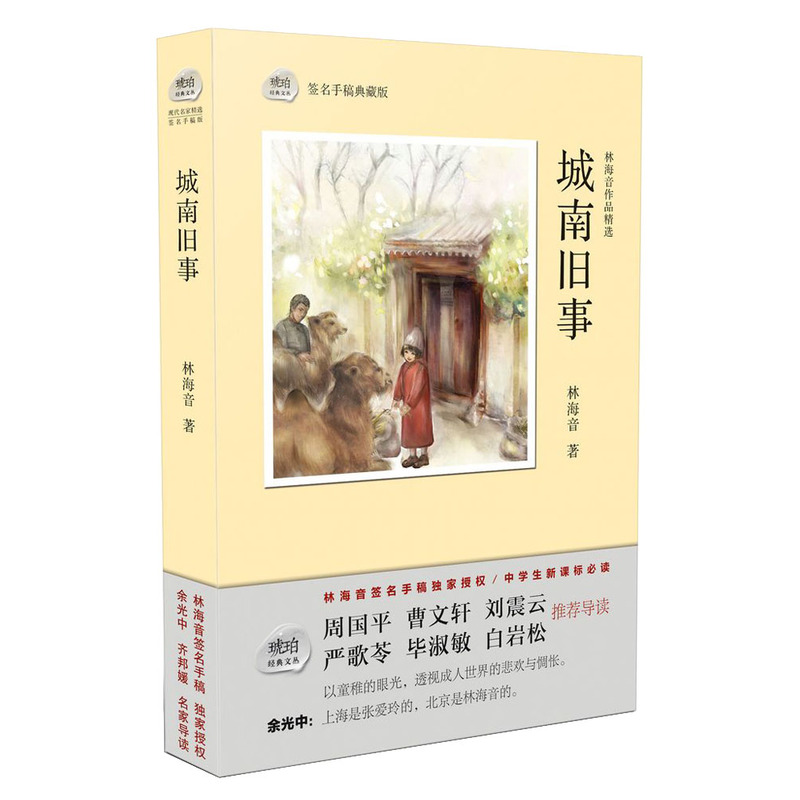 琥珀
经典文丛
现代名家精选
签名手稿版
城南旧事
林海音 著
林海音签名手稿 独家授权
余光中 齐邦媛 名家导读
琥珀
经典文丛
签名手稿典藏版
林海音作品精选
城南旧事
林海音 著
林海音签名手稿独家授权/中学生新课标必读
琥珀
经典文丛
周国平 曹文轩 刘震云
严歌苓 毕淑敏 白岩松
推荐导读
以童稚的眼光，透视成人世界的悲欢与惆怅。
余光中：上海是张爱玲的，北京是林海音的。